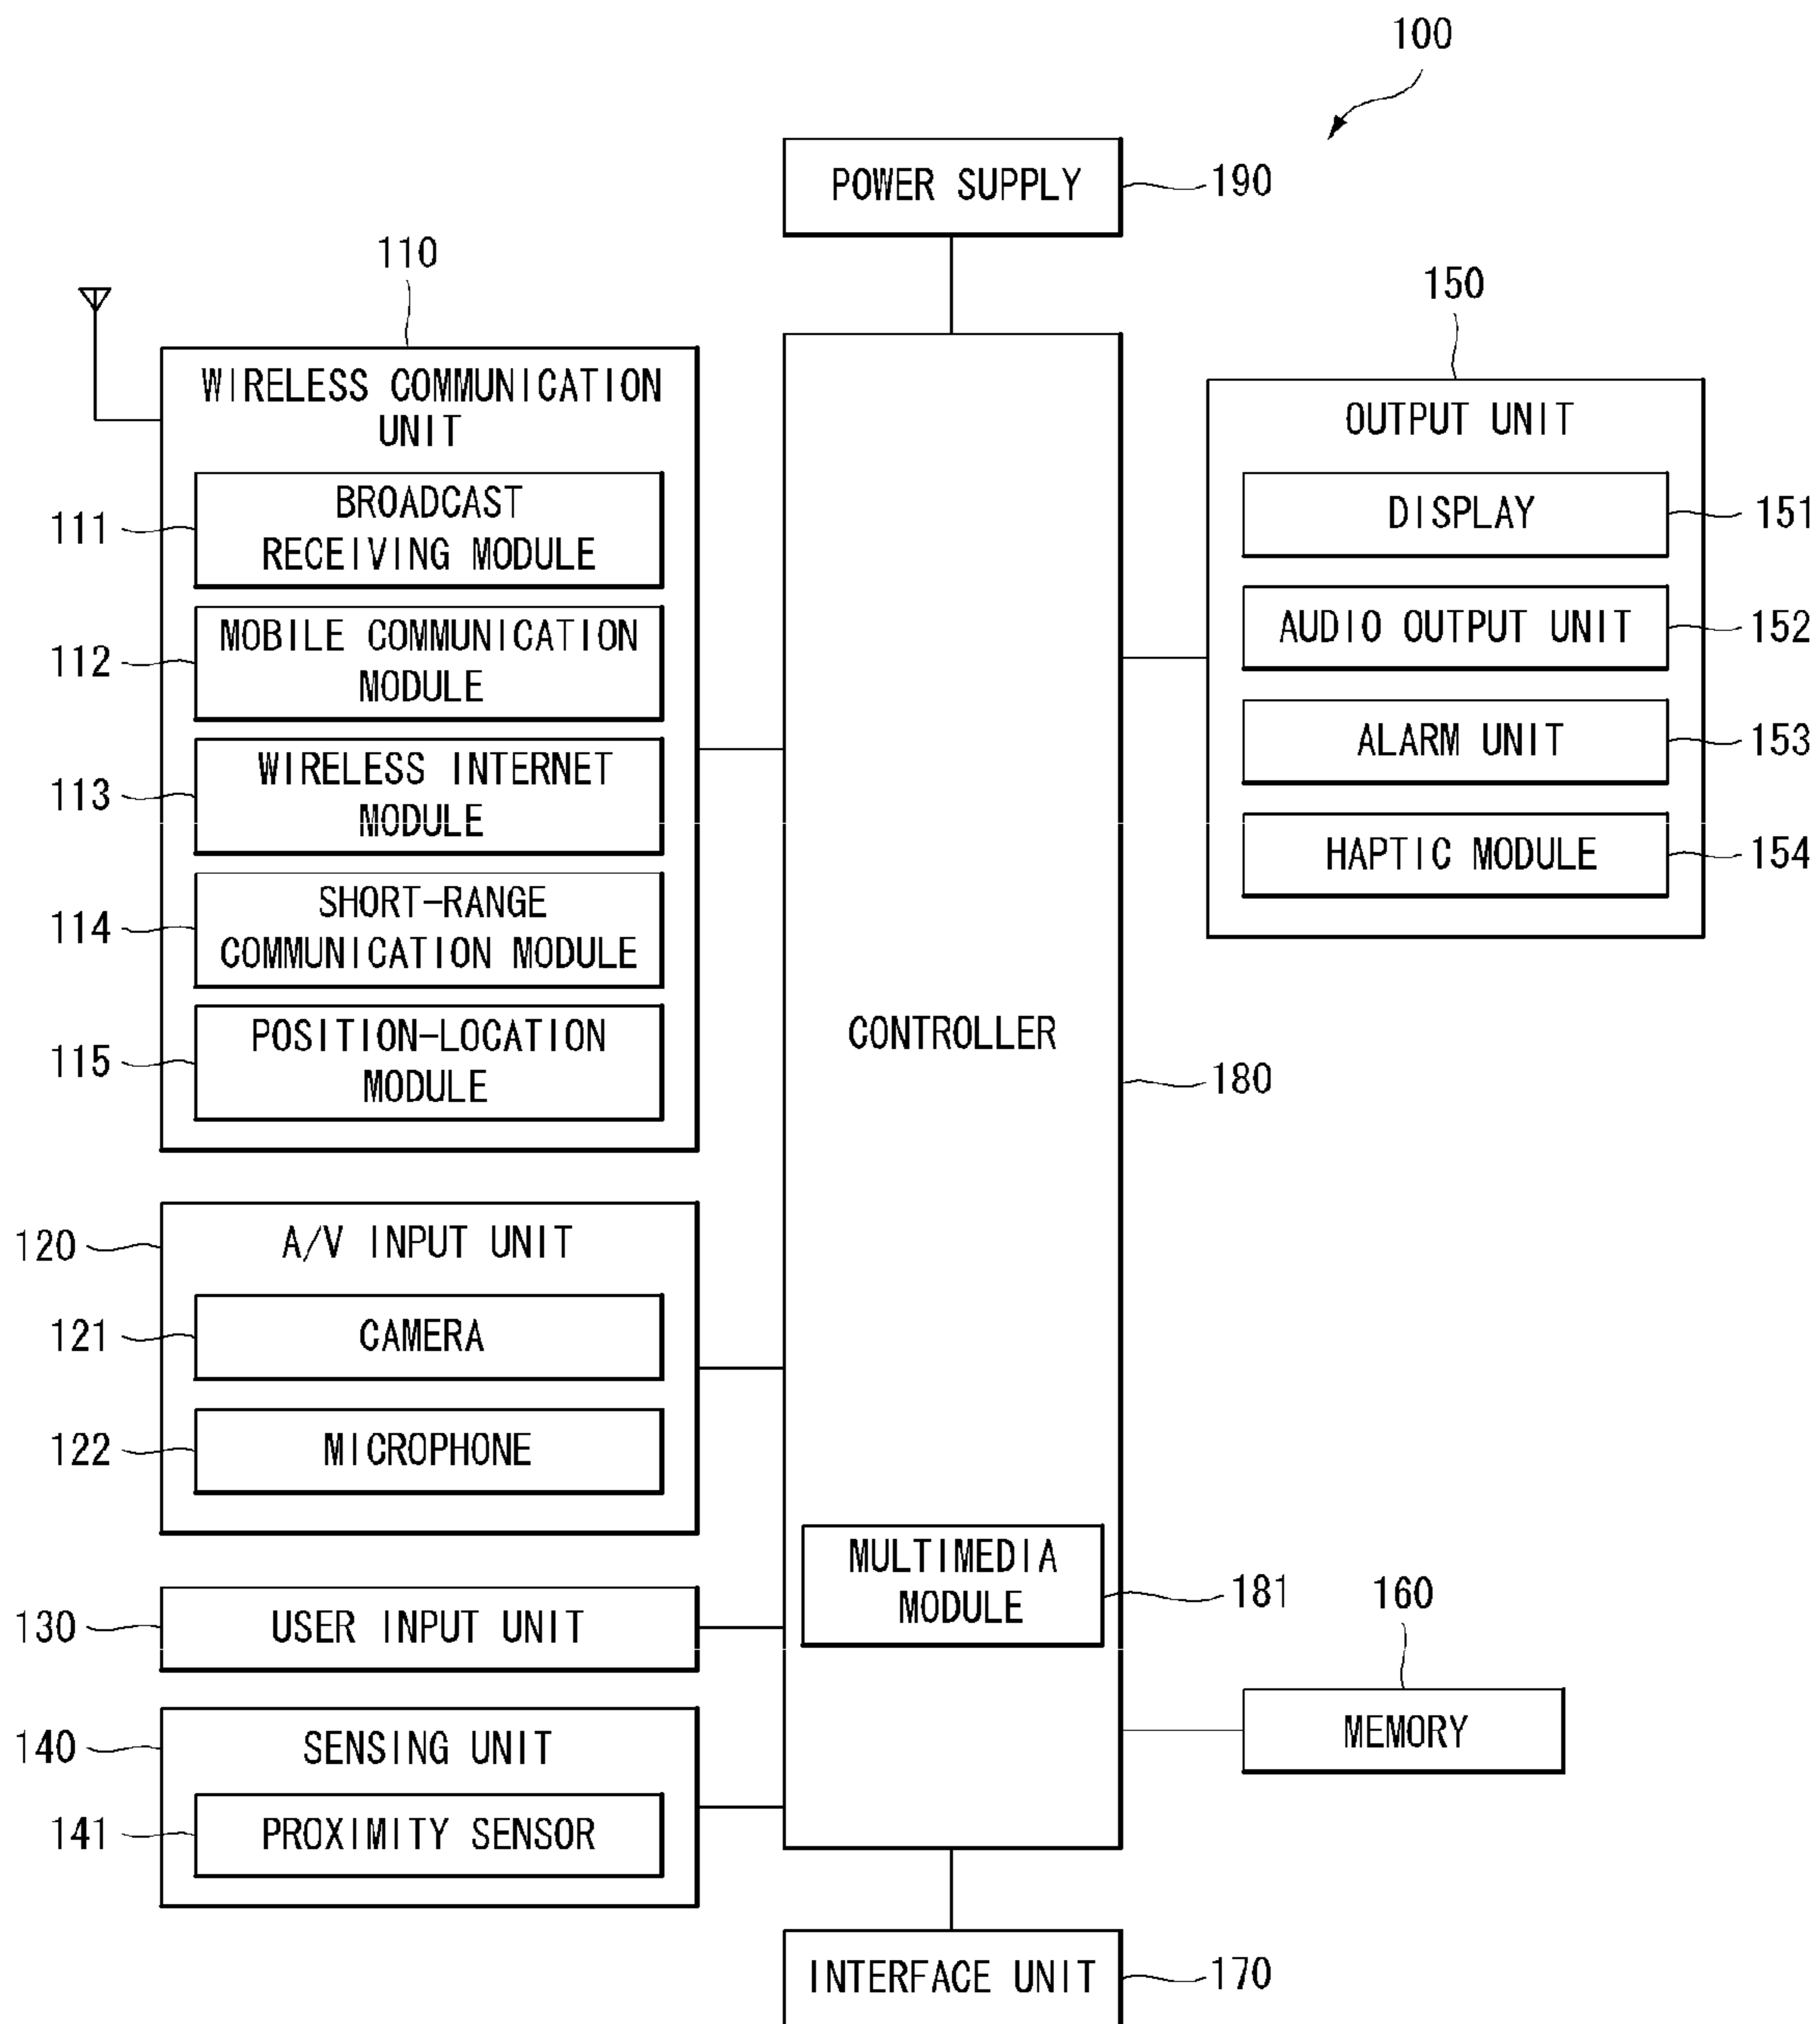 100
POWER SUPPLY
190
110
WIRELESS COMMUNICATION
UNIT
111
BROADCAST
RECEIVING MODULE
112
MOBILE COMMUNICATION
MODULE
113
WIRELESS INTERNET
MODULE
114
SHORT-RANGE
COMMUNICATION MODULE
115
POSITION-LOCATION
MODULE
120
A/V INPUT UNIT
121
CAMERA
122
MICROPHONE
130
USER INPUT UNIT
140
SENSING UNIT
141
PROXIMITY SENSOR
CONTROLLER
180
MULTIMEDIA
MODULE
181
150
OUTPUT UNIT
DISPLAY
151
AUDIO OUTPUT UNIT
152
ALARM UNIT
153
HAPTIC MODULE
154
160
MEMORY
INTERFACE UNIT
170